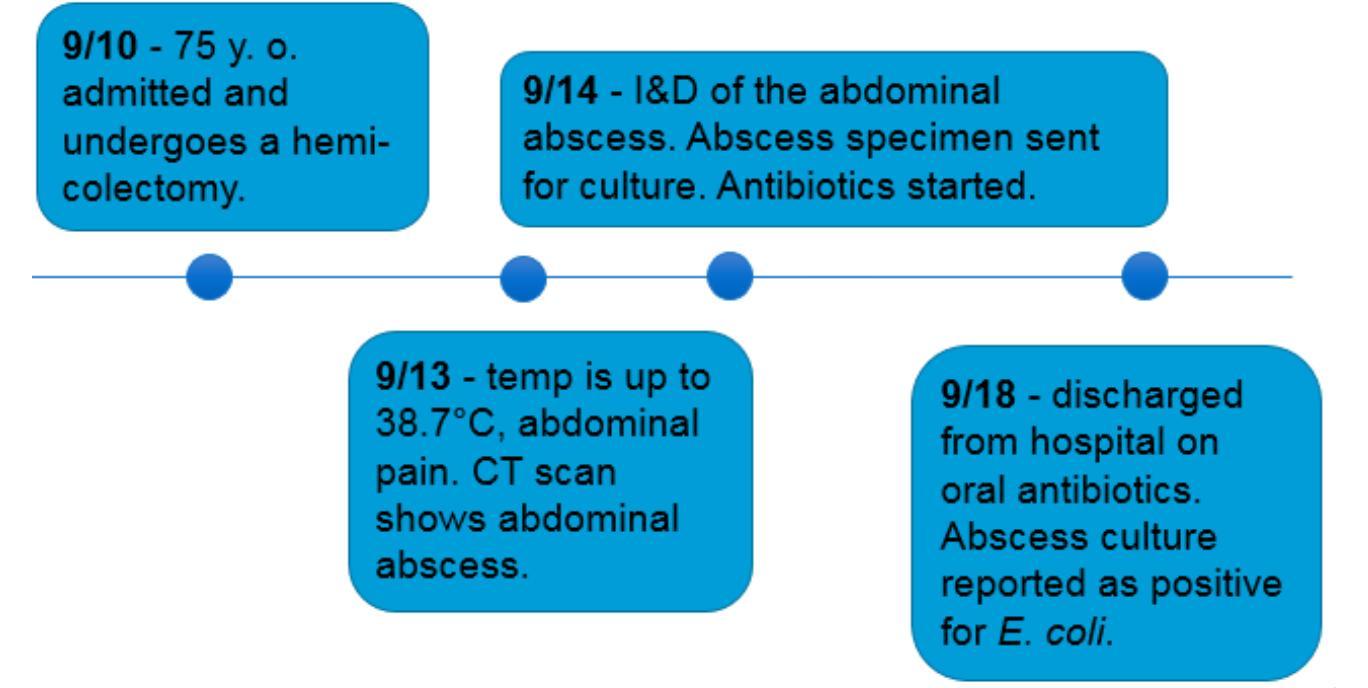 9/10 - 75 y. o.
admitted and
undergoes a hemi-
colectomy.
9/14 - I&D of the abdominal
abscess. Abscess specimen sent
for culture. Antibiotics started.
9/13 - temp is up to
38.7°C, abdominal
pain. CT scan
shows abdominal
abscess.
9/18 - discharged
from hospital on
oral antibiotics.
Abscess culture
reported as positive
for E. coli.